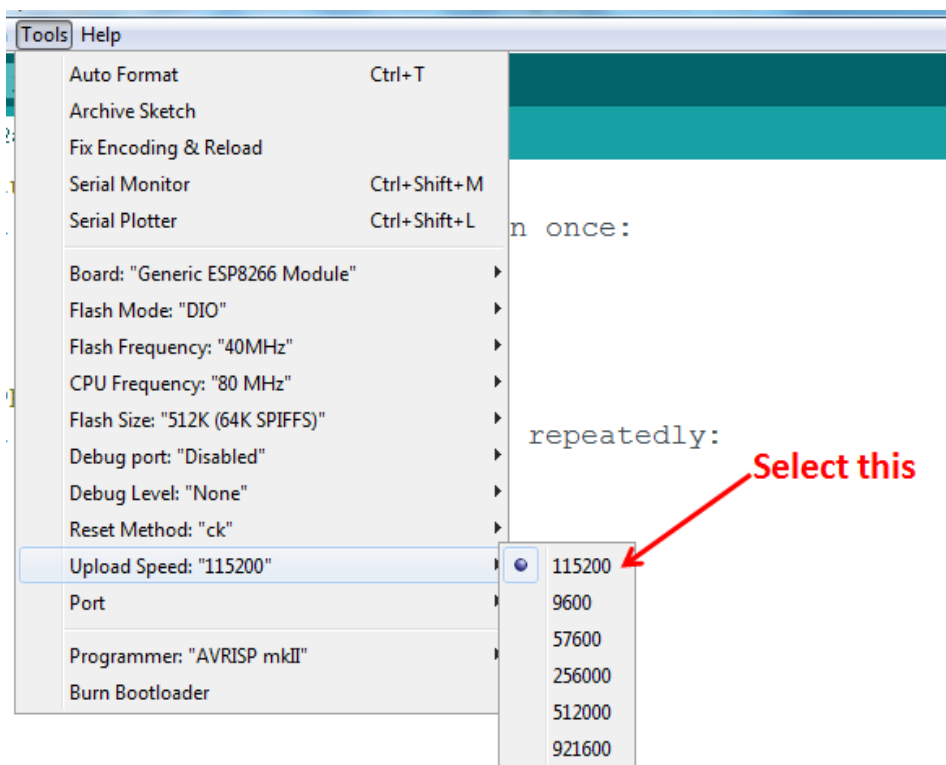 Tools Help
Auto Format Ctrl+T
Archive Sketch
Fix Encoding & Reload
Serial Monitor Ctrl+Shift+M
Serial Plotter Ctrl+Shift+L
n once:
Board: "Generic ESP8266 Module"
Flash Mode: "DIO"
Flash Frequency: "40MHz"
CPU Frequency: "80 MHz"
Flash Size: "512K (64K SPIFFS)"
repeatedly:
Debug port: "Disabled"
Select this
Debug Level: "None"
Reset Method: "ck"
Upload Speed: "115200"
115200
Port
9600
57600
Programmer: "AVRISP mkII"
256000
Burn Bootloader
512000
921600